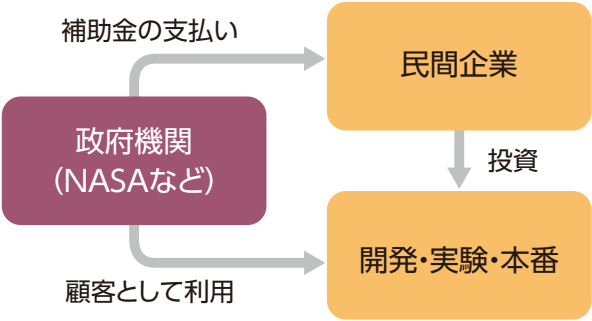 補助金の支払い
民間企業
政府機関
(NASAなど)
投資
開発・実験・本番
顧客として利用